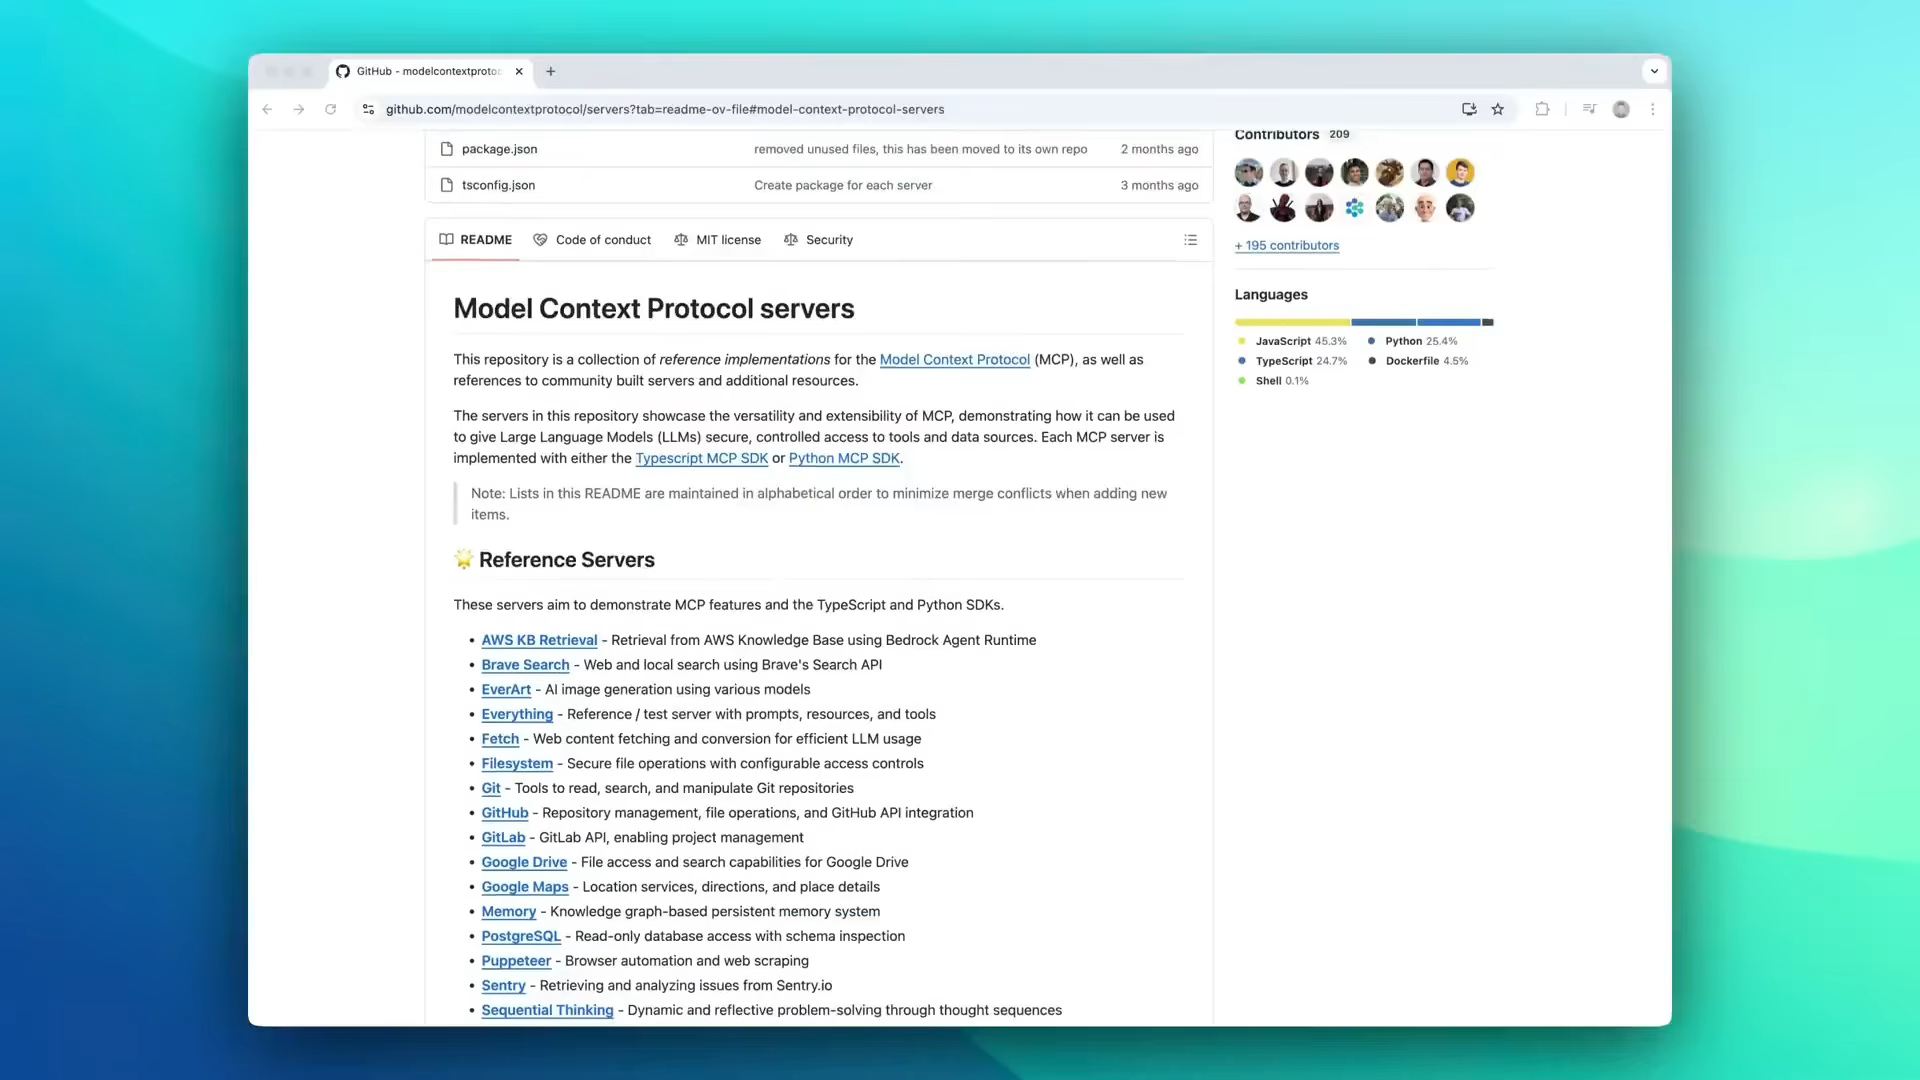 GitHub - modelcontextprotoc
github.com/modelcontextprotocol/servers?tab=readme-ov-file#model-context-protocol-servers
package.json removed unused files, this has been moved to its own repo 2 months ago
tsconfig.json Create package for each server 3 months ago
README Code of conduct MIT license Security
Model Context Protocol servers
This repository is a collection of reference implementations for the Model Context Protocol (MCP), as well as
references to community built servers and additional resources.
The servers in this repository showcase the versatility and extensibility of MCP, demonstrating how it can be used
to give Large Language Models (LLMs) secure, controlled access to tools and data sources. Each MCP server is
implemented with either the Typescript MCP SDK or Python MCP SDK.
Note: Lists in this README are maintained in alphabetical order to minimize merge conflicts when adding new
items.
🌟 Reference Servers
These servers aim to demonstrate MCP features and the TypeScript and Python SDKs.
• AWS KB Retrieval - Retrieval from AWS Knowledge Base using Bedrock Agent Runtime
• Brave Search - Web and local search using Brave's Search API
• EverArt - AI image generation using various models
• Everything - Reference / test server with prompts, resources, and tools
• Fetch - Web content fetching and conversion for efficient LLM usage
• Filesystem - Secure file operations with configurable access controls
• Git - Tools to read, search, and manipulate Git repositories
• GitHub - Repository management, file operations, and GitHub API integration
• GitLab - GitLab API, enabling project management
• Google Drive - File access and search capabilities for Google Drive
• Google Maps - Location services, directions, and place details
• Memory - Knowledge graph-based persistent memory system
• PostgreSQL - Read-only database access with schema inspection
• Puppeteer - Browser automation and web scraping
• Sentry - Retrieving and analyzing issues from Sentry.io
• Sequential Thinking - Dynamic and reflective problem-solving through thought sequences
Contributors 209
+ 195 contributors
Languages
JavaScript 45.3% Python 25.4%
TypeScript 24.7% Dockerfile 4.5%
Shell 0.1%